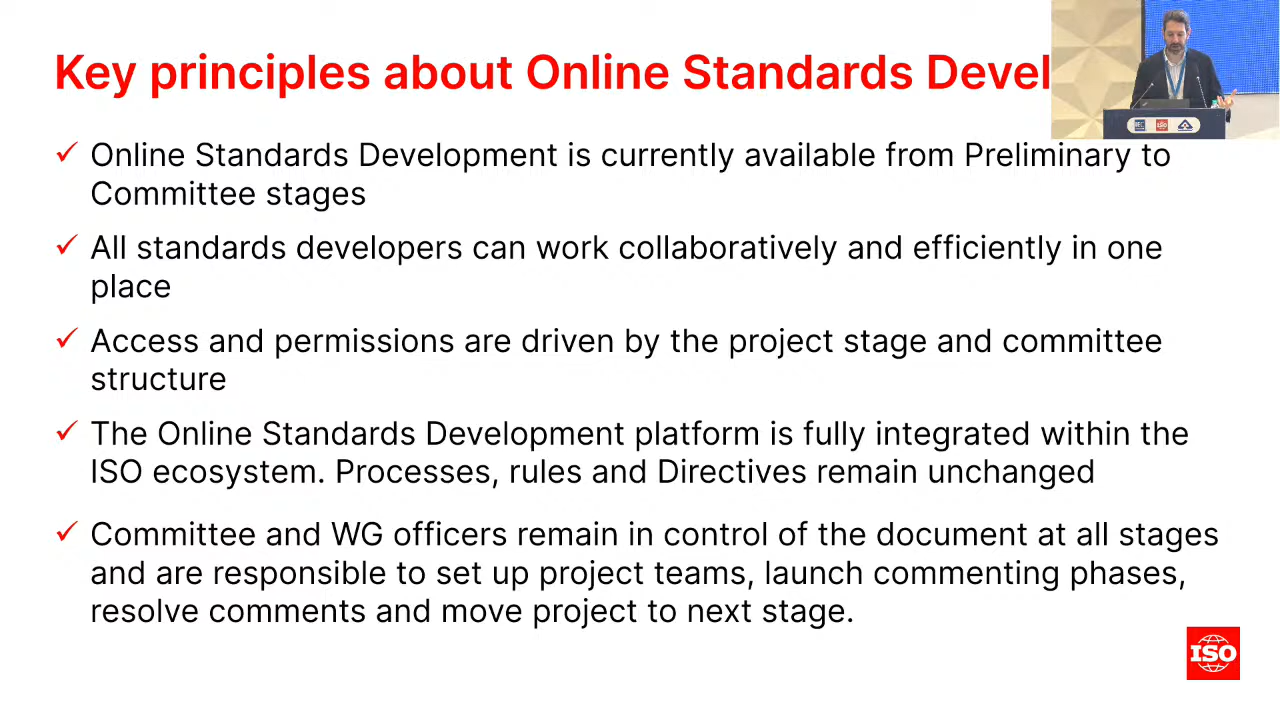 Key principles about Online Standards Devel
Online Standards Development is currently available from Preliminary to
Committee stages
All standards developers can work collaboratively and efficiently in one
place
Access and permissions are driven by the project stage and committee
structure
The Online Standards Development platform is fully integrated within the
ISO ecosystem. Processes, rules and Directives remain unchanged
Committee and WG officers remain in control of the document at all stages
and are responsible to set up project teams, launch commenting phases,
resolve comments and move project to next stage.
IEC ISO
ISO